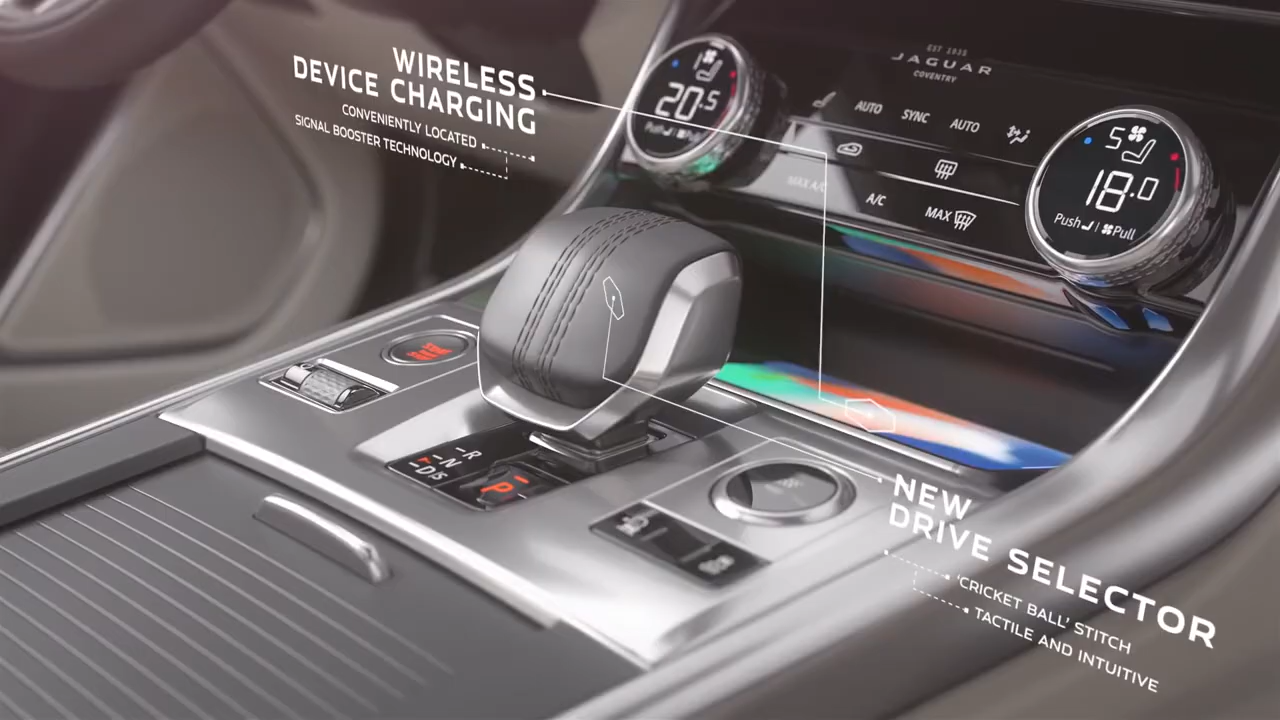 WIRELESS
DEVICE CHARGING
CONVENIENTLY LOCATED
SIGNAL BOOSTER TECHNOLOGY
EST 1935
JAGUAR
COVENTRY
20.5
Push Pull
AUTO SYNC AUTO
MAX A/C
A/C
MAX
5
18.0
Push | Pull
R
N
D/S
P
NEW
DRIVE SELECTOR
'CRICKET BALL' STITCH
TACTILE AND INTUITIVE